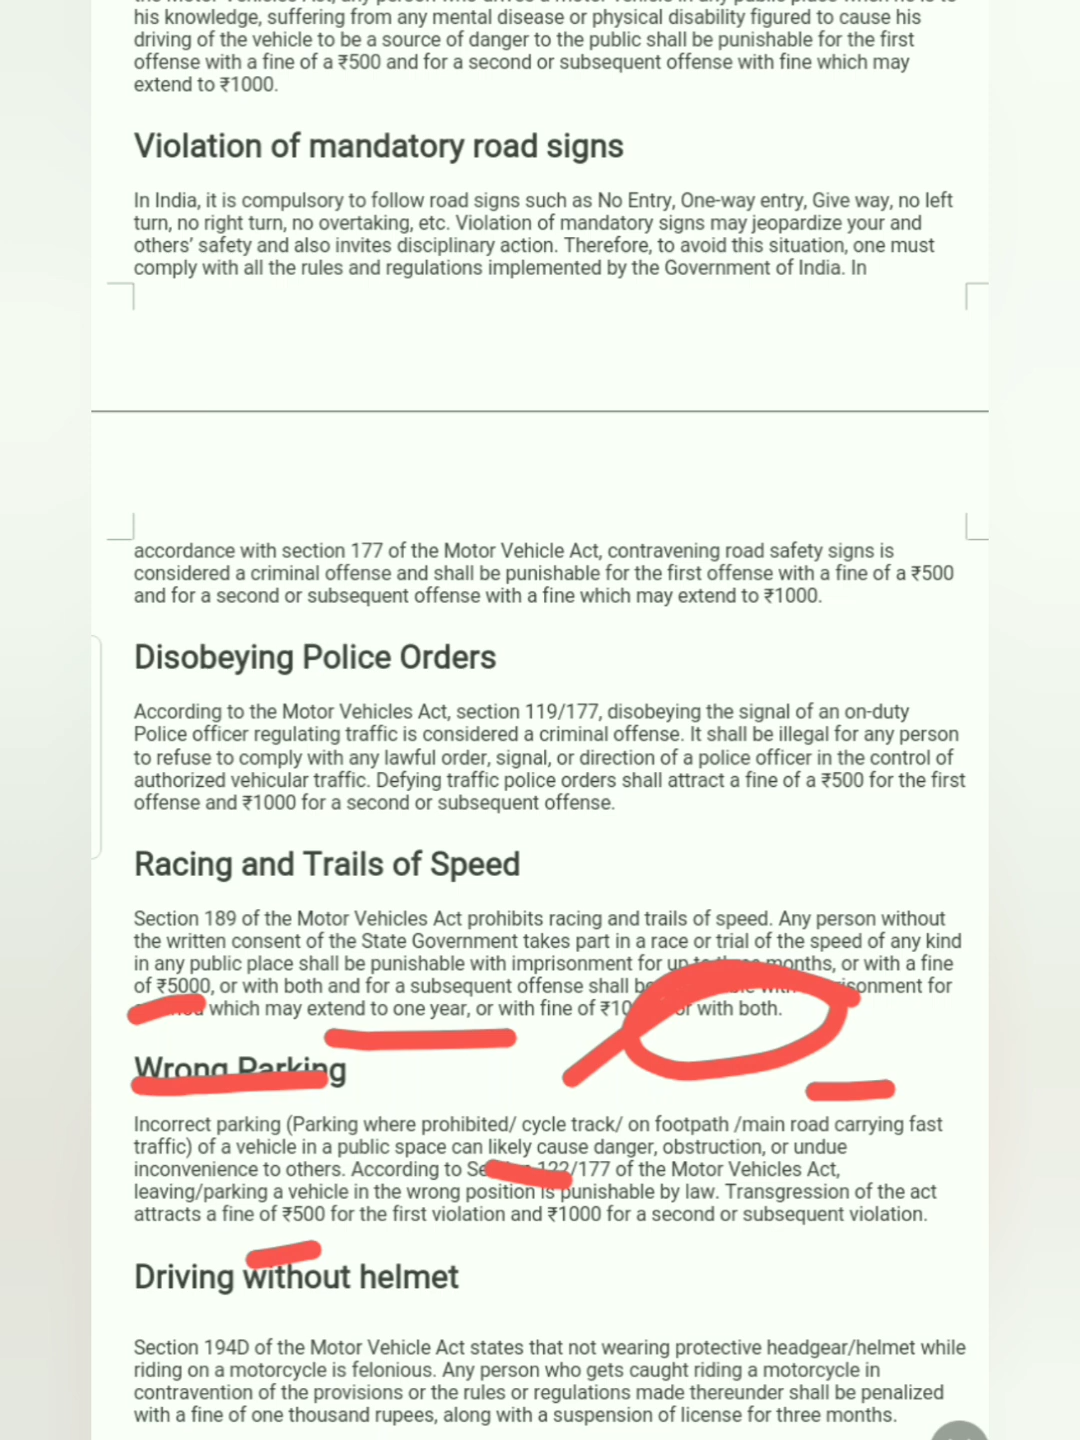 his knowledge, suffering from any mental disease or physical disability figured to cause his
driving of the vehicle to be a source of danger to the public shall be punishable for the first
offense with a fine of a ₹500 and for a second or subsequent offense with fine which may
extend to ₹1000.
Violation of mandatory road signs
In India, it is compulsory to follow road signs such as No Entry, One-way entry, Give way, no left
turn, no right turn, no overtaking, etc. Violation of mandatory signs may jeopardize your and
others' safety and also invites disciplinary action. Therefore, to avoid this situation, one must
comply with all the rules and regulations implemented by the Government of India. In
accordance with section 177 of the Motor Vehicle Act, contravening road safety signs is
considered a criminal offense and shall be punishable for the first offense with a fine of a ₹500
and for a second or subsequent offense with a fine which may extend to ₹1000.
Disobeying Police Orders
According to the Motor Vehicles Act, section 119/177, disobeying the signal of an on-duty
Police officer regulating traffic is considered a criminal offense. It shall be illegal for any person
to refuse to comply with any lawful order, signal, or direction of a police officer in the control of
authorized vehicular traffic. Defying traffic police orders shall attract a fine of a ₹500 for the first
offense and ₹1000 for a second or subsequent offense.
Racing and Trails of Speed
Section 189 of the Motor Vehicles Act prohibits racing and trails of speed. Any person without
the written consent of the State Government takes part in a race or trial of the speed of any kind
in any public place shall be punishable with imprisonment for up to three months, or with a fine
of ₹5000, or with both and for a subsequent offense shall be with imprisonment for
which may extend to one year, or with fine of or with both.
Wrong Parking
Incorrect parking (Parking where prohibited/ cycle track/ on footpath /main road carrying fast
traffic) of a vehicle in a public space can likely cause danger, obstruction, or undue
inconvenience to others. According to Section 122/177 of the Motor Vehicles Act,
leaving/parking a vehicle in the wrong position is punishable by law. Transgression of the act
attracts a fine of ₹500 for the first violation and ₹1000 for a second or subsequent violation.
Driving without helmet
Section 194D of the Motor Vehicle Act states that not wearing protective headgear/helmet while
riding on a motorcycle is felonious. Any person who gets caught riding a motorcycle in
contravention of the provisions or the rules or regulations made thereunder shall be penalized
with a fine of one thousand rupees, along with a suspension of license for three months.